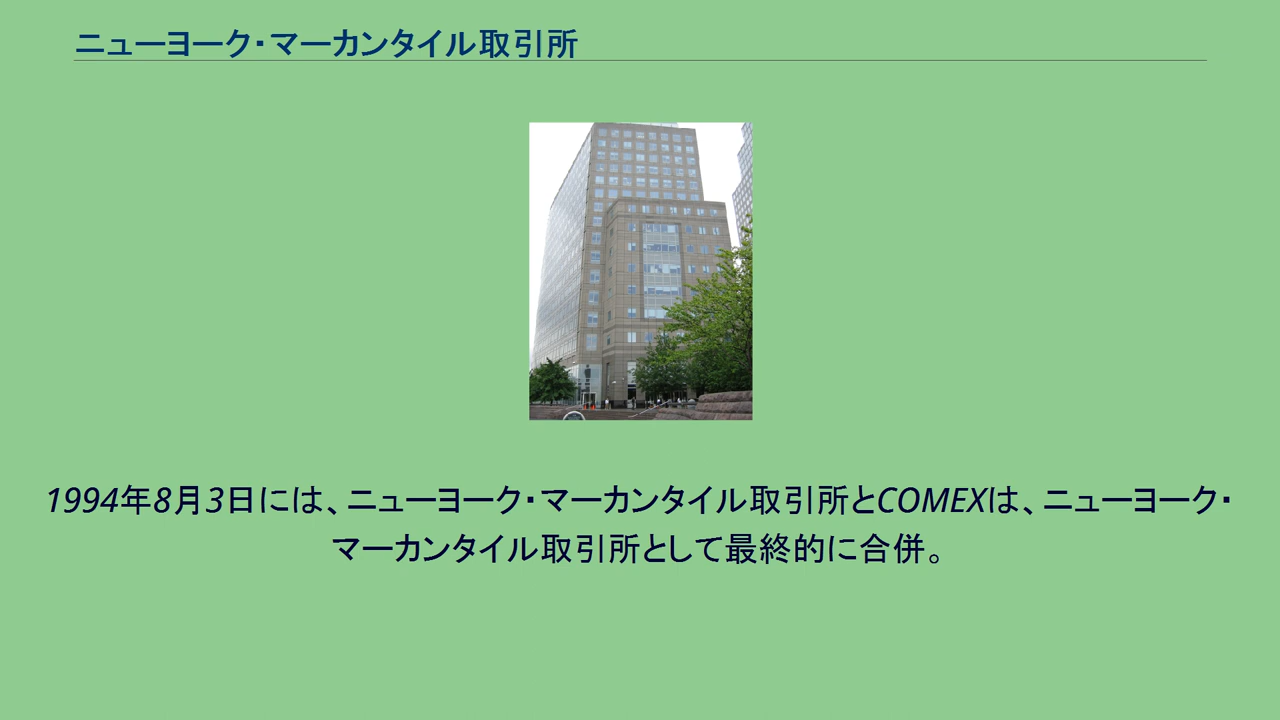 ニューヨーク・マーカンタイル取引所
1994年8月3日には、ニューヨーク・マーカンタイル取引所とCOMEXは、ニューヨーク・
マーカンタイル取引所として最終的に合併。